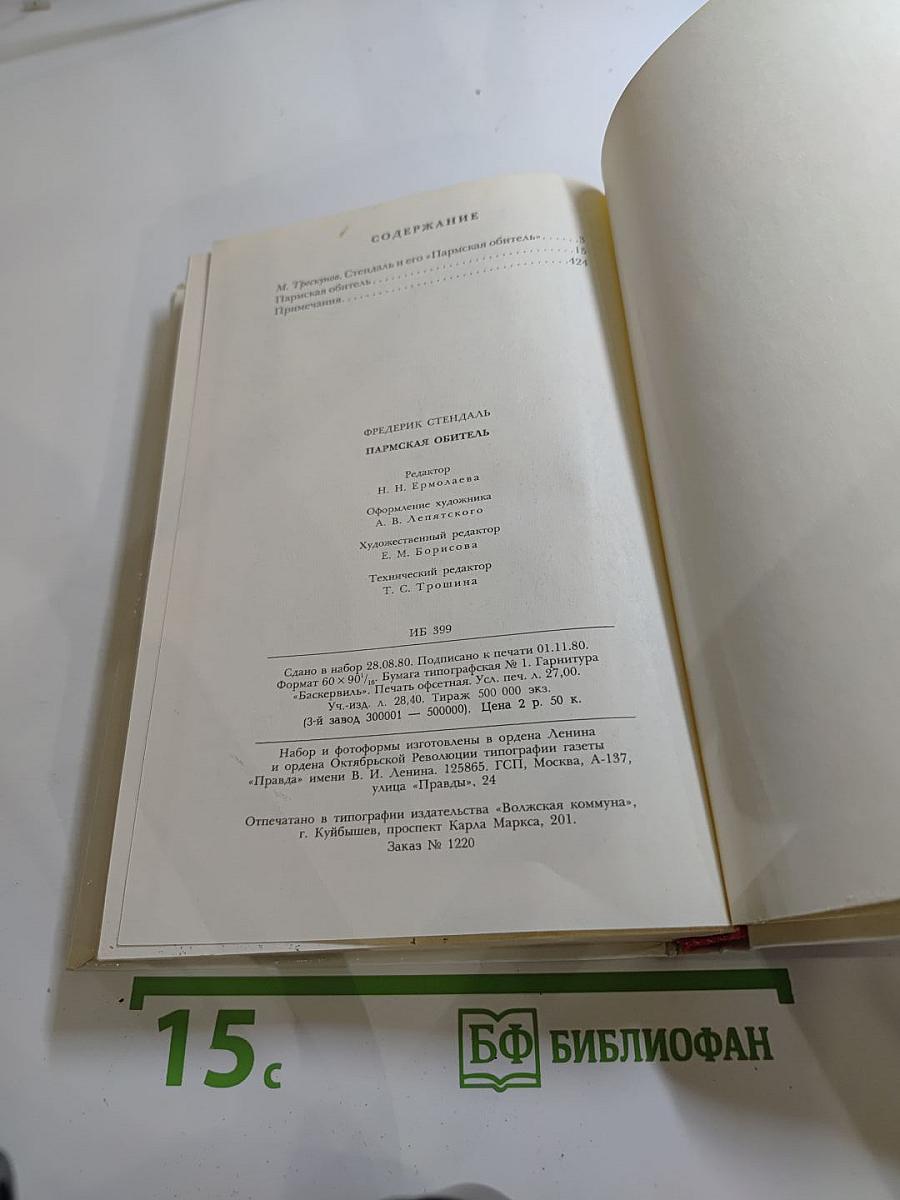 СОДЕРЖАНИЕ
М. Трескунов. Стендаль и его «Пармская обитель» . . . . . . 3
Пармская обитель . . . . . . . . . . . . . . . . . . . . . . . . . . 15
Примечания . . . . . . . . . . . . . . . . . . . . . . . . . . . . . 424
ФРЕДЕРИК СТЕНДАЛЬ
ПАРМСКАЯ ОБИТЕЛЬ
Редактор
Н. Н. Ермолаева
Оформление художника
А. В. Лепятского
Художественный редактор
Е. М. Борисова
Технический редактор
Т. С. Трошина
ИБ 399
Сдано в набор 28.08.80. Подписано к печати 01.11.80.
Формат 60 × 90¹/₁₆. Бумага типографская № 1. Гарнитура
«Баскервиль». Печать офсетная. Усл. печ. л. 27,00.
Уч.-изд. л. 28,40. Тираж 500 000 экз.
(3-й завод 300001 — 500000). Цена 2 р. 50 к.
Набор и фотоформы изготовлены в ордена Ленина
и ордена Октябрьской Революции типографии газеты
«Правда» имени В. И. Ленина. 125865. ГСП, Москва, А-137,
улица «Правды», 24
Отпечатано в типографии издательства «Волжская коммуна»,
г. Куйбышев, проспект Карла Маркса, 201.
Заказ № 1220
15 с
БФ БИБЛИОФАН